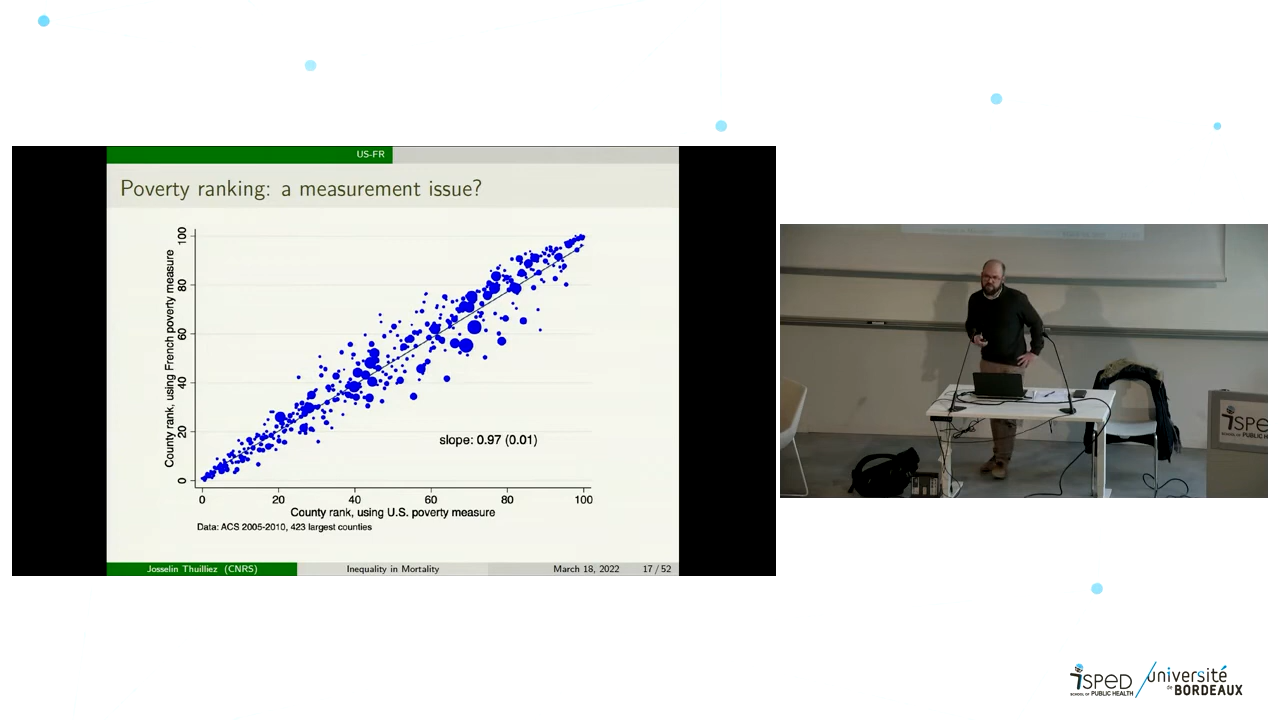 US-FR
Poverty ranking: a measurement issue?
County rank, using French poverty measure
100
80
60
40
20
0
slope: 0.97 (0.01)
0 20 40 60 80 100
County rank, using U.S. poverty measure
Data: ACS 2005-2010, 423 largest counties
Josselin Thuilliez (CNRS) Inequality in Mortality March 18, 2022 17 / 52
iSPED
SCHOOL OF PUBLIC HEALTH
université
de BORDEAUX